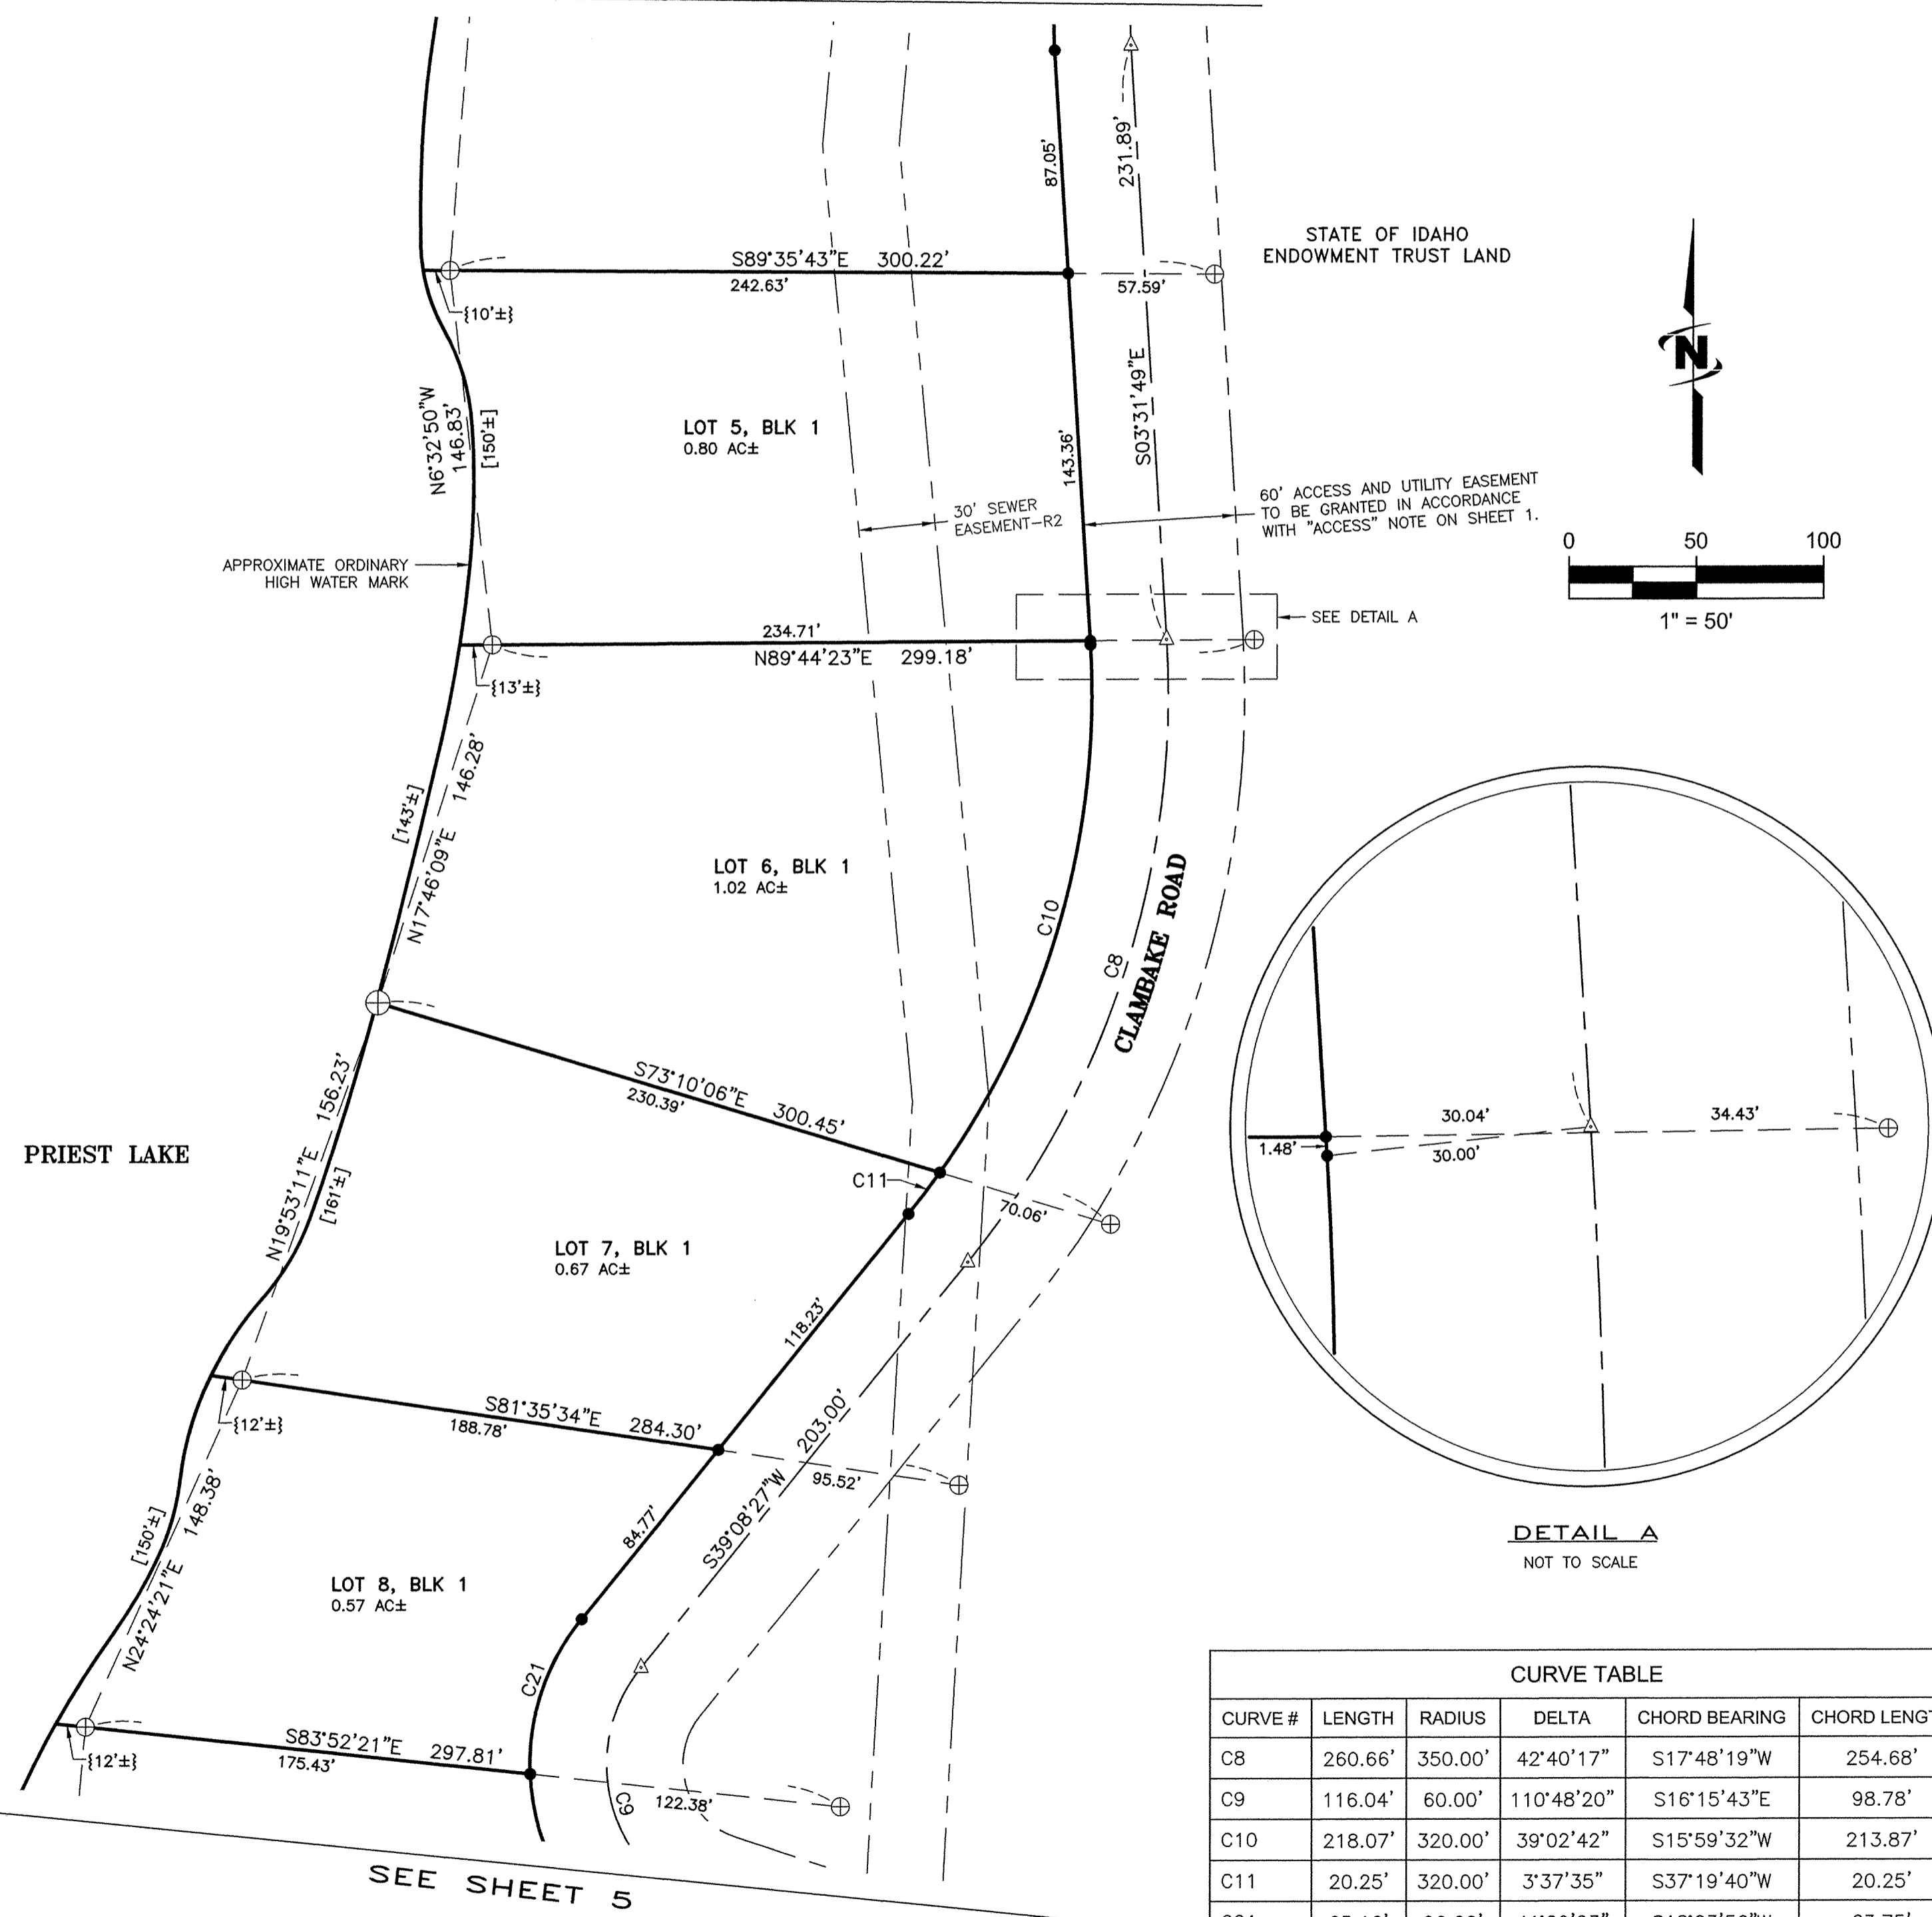 87.05'
231.89'
STATE OF IDAHO
ENDOWMENT TRUST LAND
S89°35'43"E 300.22'
242.63'
57.59'
{10'±}
N
N6°32'50"W
146.83'
[150'±]
LOT 5, BLK 1
0.80 AC±
143.36'
S03°31'49"E
30' SEWER
EASEMENT-R2
60' ACCESS AND UTILITY EASEMENT
TO BE GRANTED IN ACCORDANCE
WITH "ACCESS" NOTE ON SHEET 1.
0 50 100
1" = 50'
APPROXIMATE ORDINARY
HIGH WATER MARK
SEE DETAIL A
234.71'
N89°44'23"E 299.18'
{13'±}
[143'±]
N17°46'09"E 146.28'
LOT 6, BLK 1
1.02 AC±
C10
C8
CLAMBAKE ROAD
S73°10'06"E 300.45'
230.39'
PRIEST LAKE
N19°53'11"E 156.23'
[161'±]
C11
70.06'
LOT 7, BLK 1
0.67 AC±
118.23'
30.04'
34.43'
1.48'
30.00'
DETAIL A
NOT TO SCALE
S81°35'34"E 284.30'
188.78'
{12'±}
95.52'
S39°08'27"W 203.00'
84.77'
[150'±]
N24°24'21"E 148.38'
LOT 8, BLK 1
0.57 AC±
C21
S83°52'21"E 297.81'
175.43'
{12'±}
C9
122.38'
SEE SHEET 5
CURVE TABLE
CURVE # LENGTH RADIUS DELTA CHORD BEARING CHORD LENGT
C8 260.66' 350.00' 42°40'17" S17°48'19"W 254.68'
C9 116.04' 60.00' 110°48'20" S16°15'43"E 98.78'
C10 218.07' 320.00' 39°02'42" S15°59'32"W 213.87'
C11 20.25' 320.00' 3°37'35" S37°19'40"W 20.25'